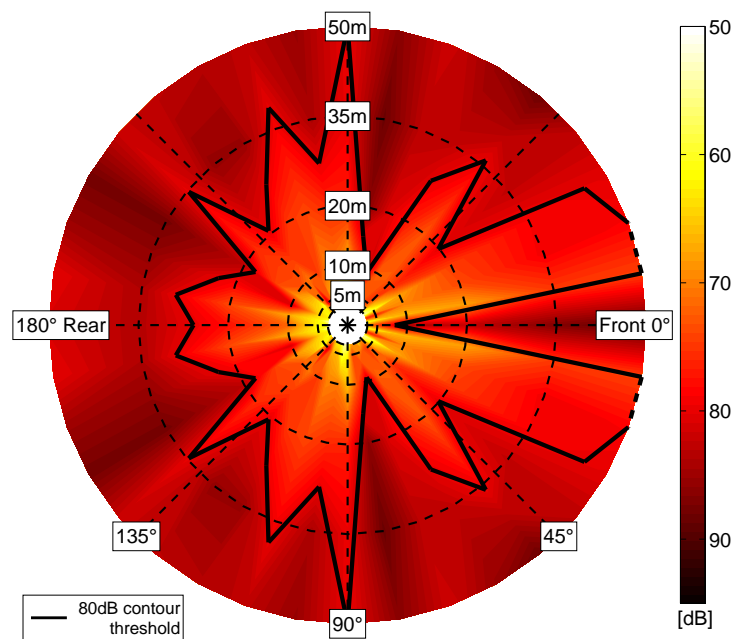 50m
50
35m
60
20m
10m
70
5m
180° Rear
Front 0°
80
90
135°
45°
80dB contour
threshold
90°
[dB]